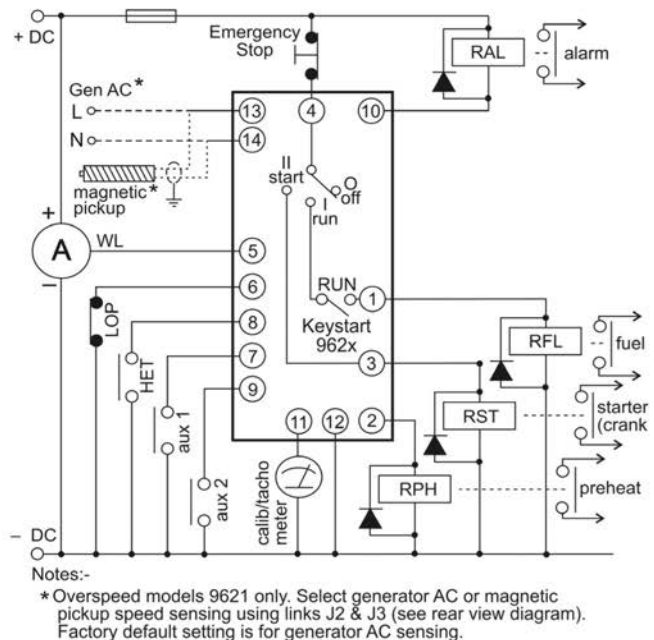 + DC
Emergency
Stop
RAL
alarm
Gen AC*
L
N
13
14
4
10
magnetic*
pickup
II
start
O
off
I
run
+
A
WL
–
5
6
8
7
9
LOP
HET
aux 1
aux 2
RUN
Keystart
962x
1
3
2
11
12
RFL
fuel
RST
starter
(crank
RPH
preheat
calib/tacho
meter
– DC
Notes:-
* Overspeed models 9621 only. Select generator AC or magnetic
pickup speed sensing using links J2 & J3 (see rear view diagram).
Factory default setting is for generator AC sensing.